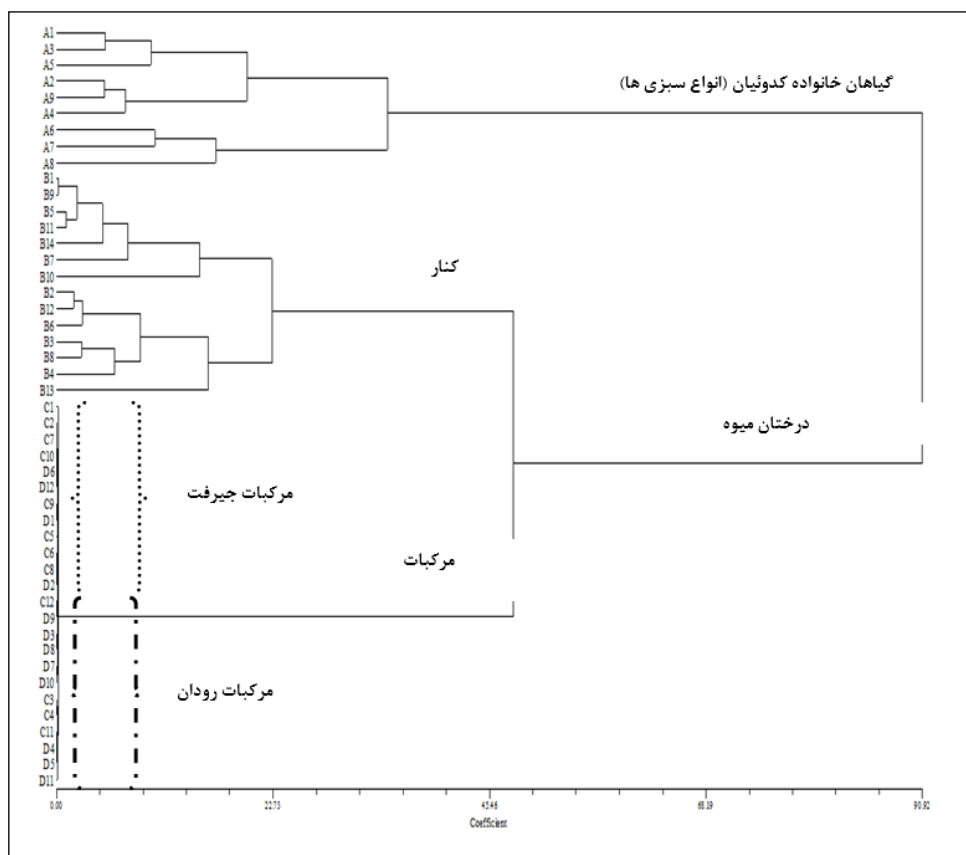 A1
A3
A5
A2
A9
A4
A6
A7
A8
B1
B9
B5
B11
B14
B7
B10
B2
B12
B6
B3
B8
B4
B13
C1
C2
C7
C10
D6
D12
C9
D1
C5
C6
C8
D2
C12
D9
D3
D8
D7
D10
C3
C4
C11
D4
D5
D11
گیاهان خانواده کدوئیان (انواع سبزی ها)
کنار
درختان میوه
مرکبات جیرفت
مرکبات
مرکبات رودان
0.00 22.73 45.46 68.19 90.92
Coefficient